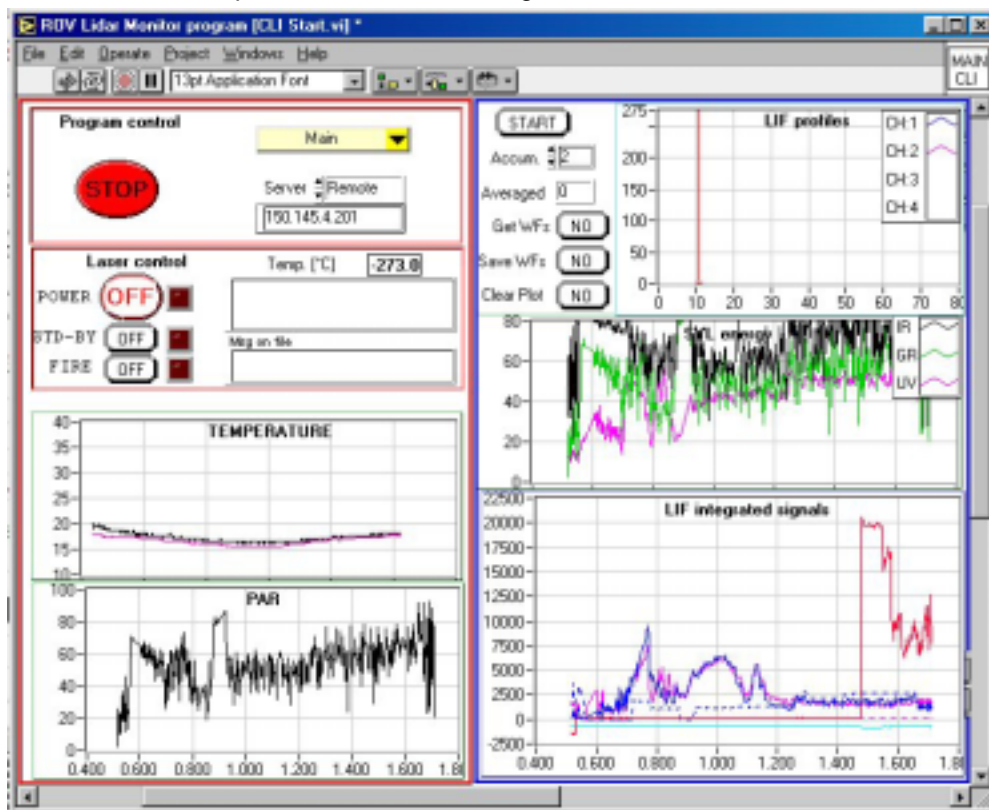 ROV Lidar Monitor program [CLI Start.vi] *
File Edit Operate Project Windows Help
13pt Application Font
MAIN
CLI
Program control
Main
STOP
Server Remote
150.145.4.201
Laser control
Temp. [°C] -273.0
POWER OFF
STD-BY OFF
Msg on file
FIRE OFF
START
Accum. 2
Averaged 0
Get WFs NO
Save WFs NO
Clear Plot NO
LIF profiles
CH:1
CH:2
CH:3
CH:4
275
200
150
100
50
0
0 10 20 30 40 50 60 70 80
energy
IR
GR
UV
80
60
40
20
0
TEMPERATURE
40
35
30
25
20
15
10
PAR
100
80
60
40
20
0
0.400 0.600 0.800 1.000 1.200 1.400 1.600 1.80
LIF integrated signals
22500
20000
17500
15000
12500
10000
7500
5000
2500
0
-2500
0.400 0.600 0.800 1.000 1.200 1.400 1.600 1.80